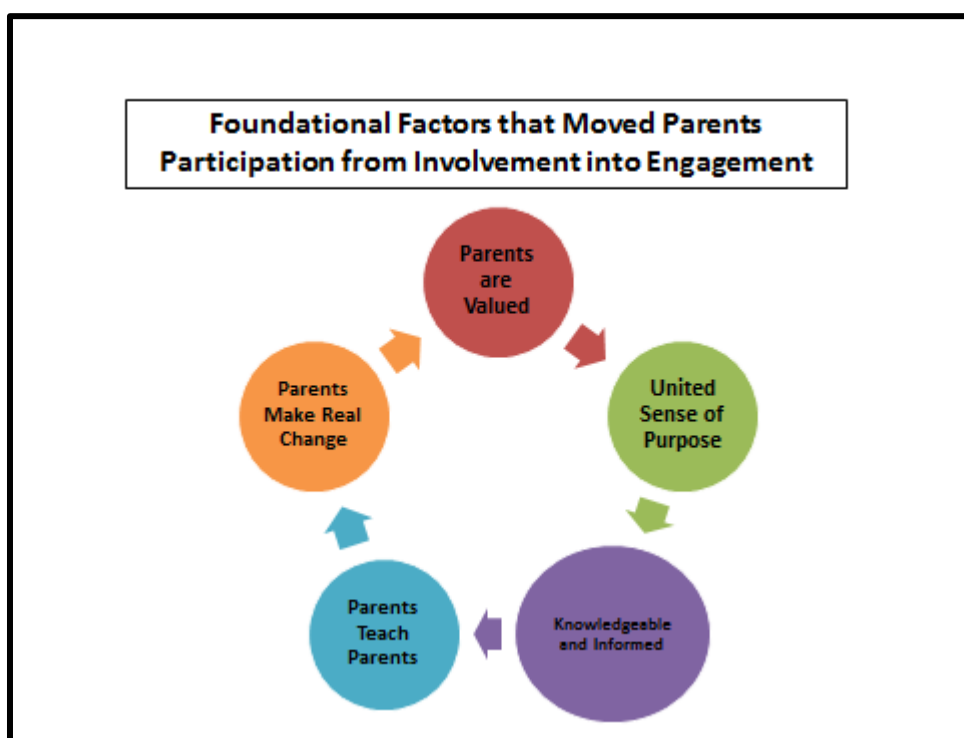 Foundational Factors that Moved Parents
Participation from Involvement into Engagement
Parents
are
Valued
United
Sense of
Purpose
Knowledgeable
and Informed
Parents
Teach
Parents
Parents
Make Real
Change